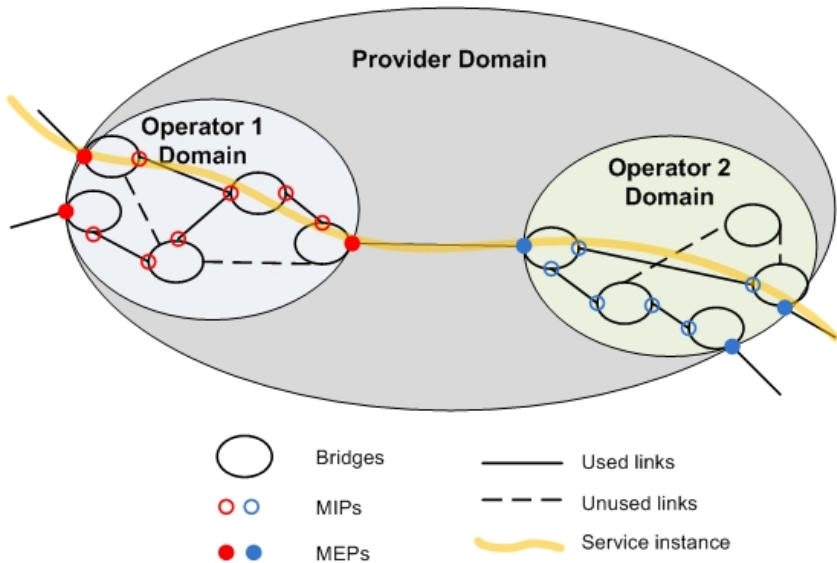 Provider Domain
Operator 1
Domain
Operator 2
Domain
Bridges
Used links
MIPs
Unused links
MEPs
Service instance